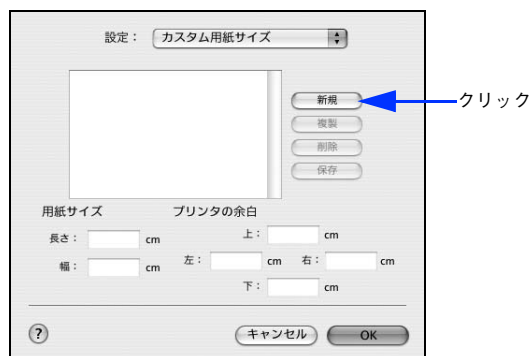 設定： カスタム用紙サイズ
新規
クリック
複製
削除
保存
用紙サイズ
プリンタの余白
長さ： cm
上： cm
幅： cm
左： cm
右： cm
下： cm
?
キャンセル
OK